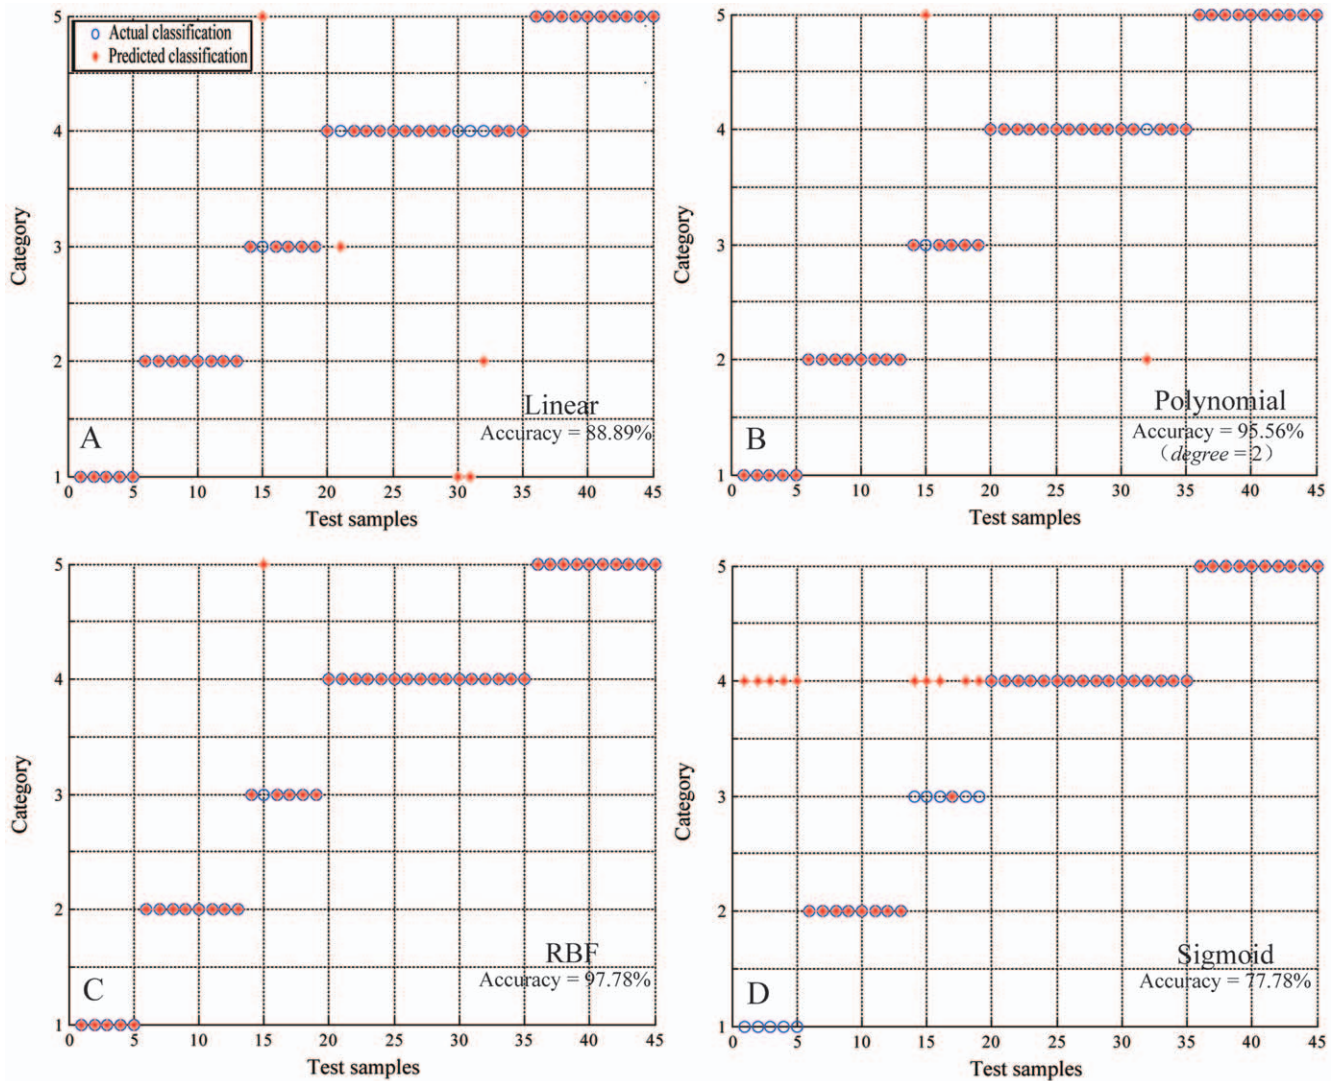 5
Actual classification
Predicted classification
4
3
2
1
Category
Linear
Accuracy = 88.89%
A
0 5 10 15 20 25 30 35 40 45
Test samples
5
4
3
2
1
Category
Polynomial
Accuracy = 95.56%
(degree = 2)
B
0 5 10 15 20 25 30 35 40 45
Test samples
5
4
3
2
1
Category
RBF
Accuracy = 97.78%
C
0 5 10 15 20 25 30 35 40 45
Test samples
5
4
3
2
1
Category
Sigmoid
Accuracy = 77.78%
D
0 5 10 15 20 25 30 35 40 45
Test samples